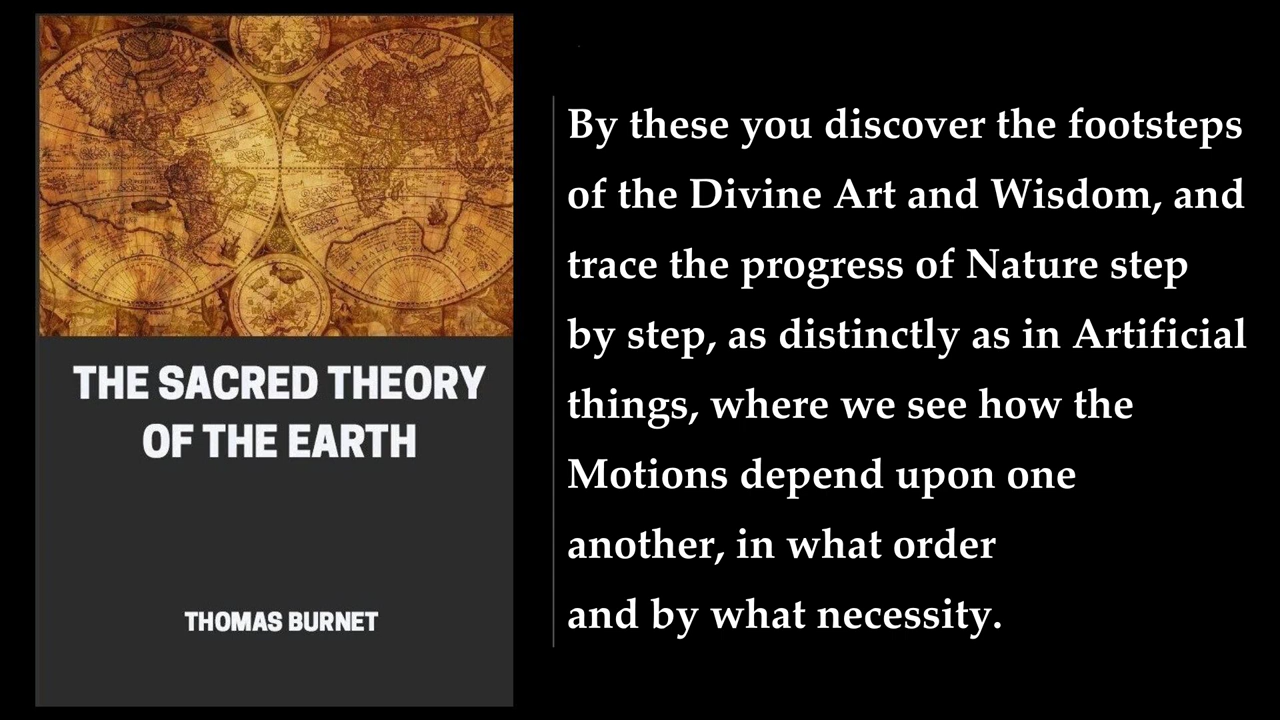 THE SACRED THEORY
OF THE EARTH
THOMAS BURNET
By these you discover the footsteps
of the Divine Art and Wisdom, and
trace the progress of Nature step
by step, as distinctly as in Artificial
things, where we see how the
Motions depend upon one
another, in what order
and by what necessity.